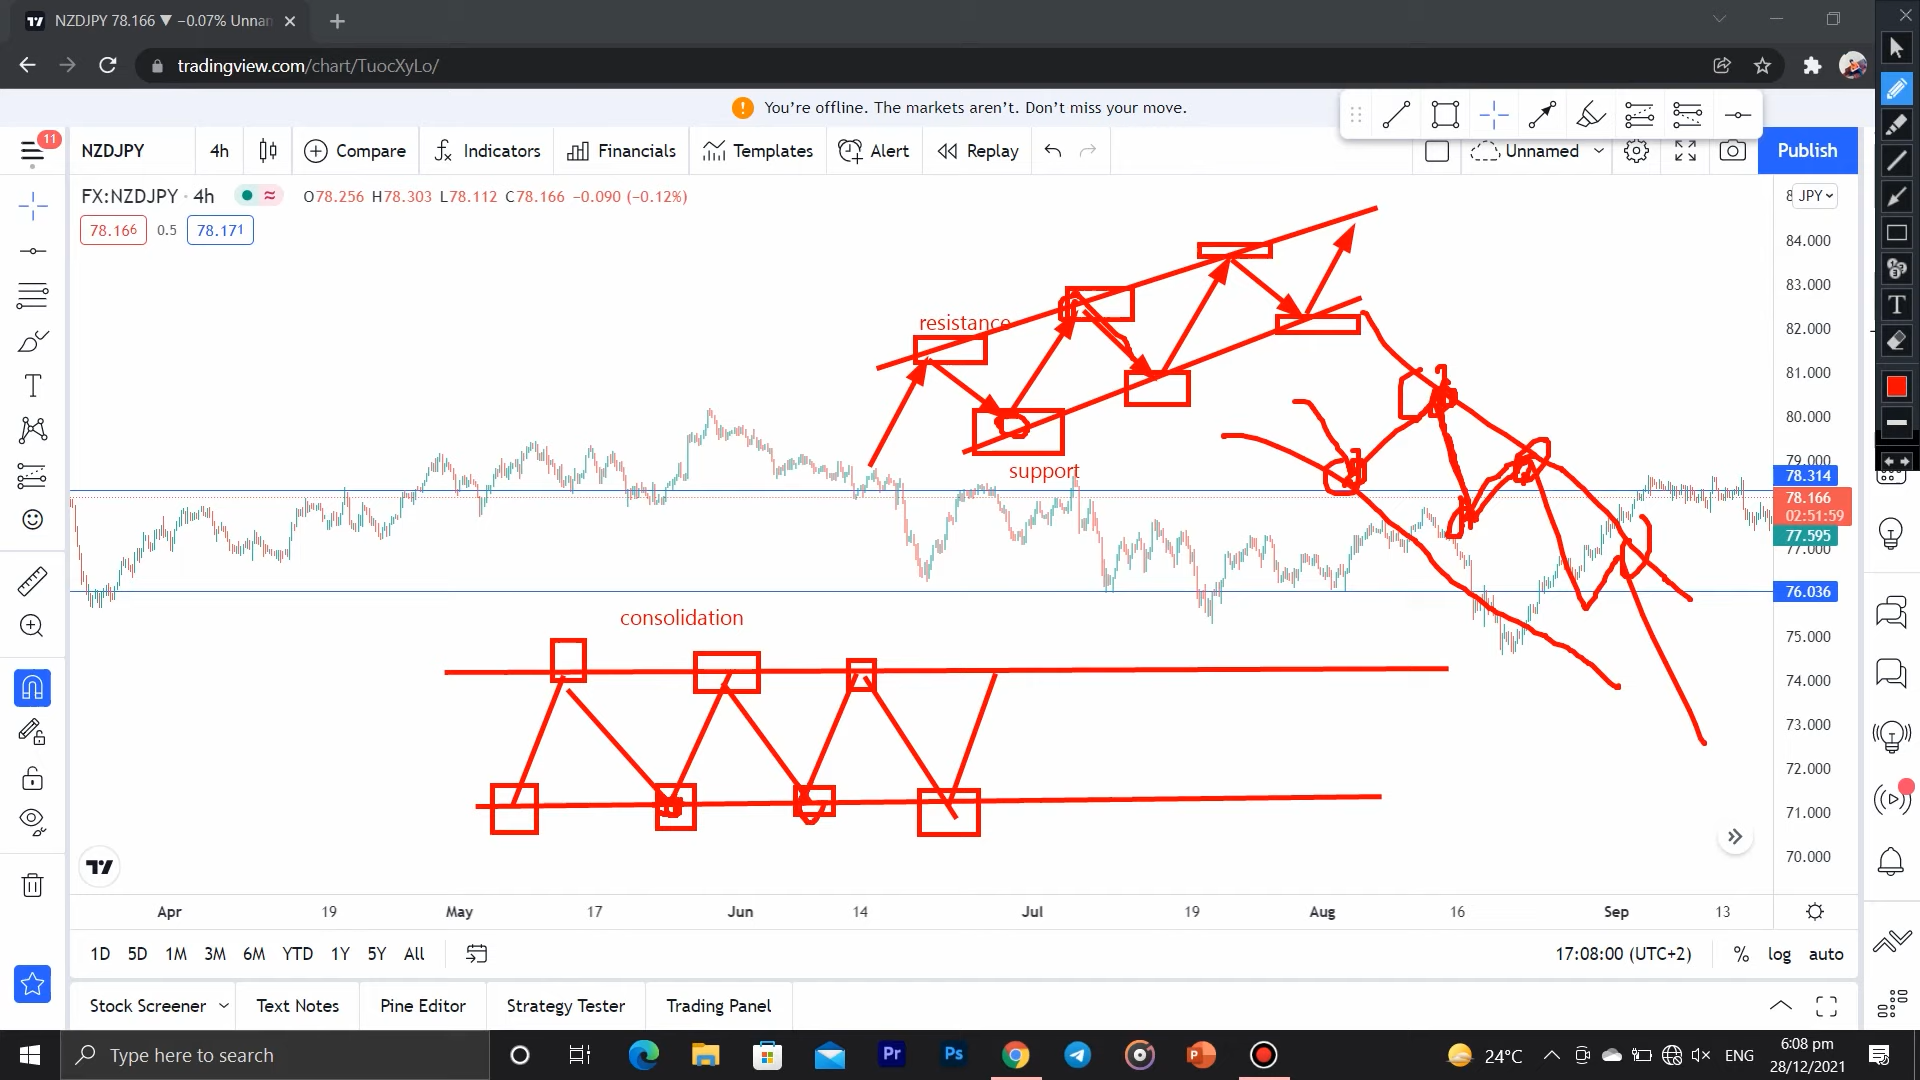 NZDJPY 78.166 ▼ −0.07% Unnan
tradingview.com/chart/TuocXyLo/
You're offline. The markets aren't. Don't miss your move.
11
NZDJPY 4h Compare Indicators Financials Templates Alert Replay Unnamed Publish
FX:NZDJPY · 4h O78.256 H78.303 L78.112 C78.166 −0.090 (−0.12%)
78.166 0.5 78.171
JPY
84.000
83.000
82.000
81.000
80.000
79.000
78.314
78.166
02:51:59
77.595
77.000
76.036
75.000
74.000
73.000
72.000
71.000
70.000
resistance
support
consolidation
Apr 19 May 17 Jun 14 Jul 19 Aug 16 Sep 13
1D 5D 1M 3M 6M YTD 1Y 5Y All 17:08:00 (UTC+2) % log auto
Stock Screener Text Notes Pine Editor Strategy Tester Trading Panel
Type here to search Pr Ps 24°C ENG 6:08 pm
28/12/2021